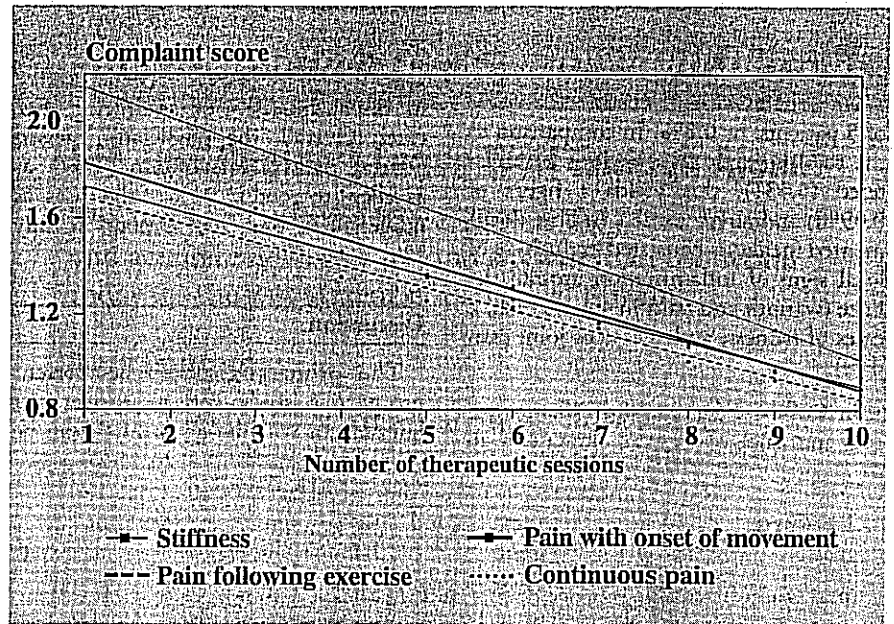 Complaint score
2.0
1.6
1.2
0.8
1 2 3 4 5 6 7 8 9 10
Number of therapeutic sessions
Stiffness Pain with onset of movement
Pain following exercise Continuous pain